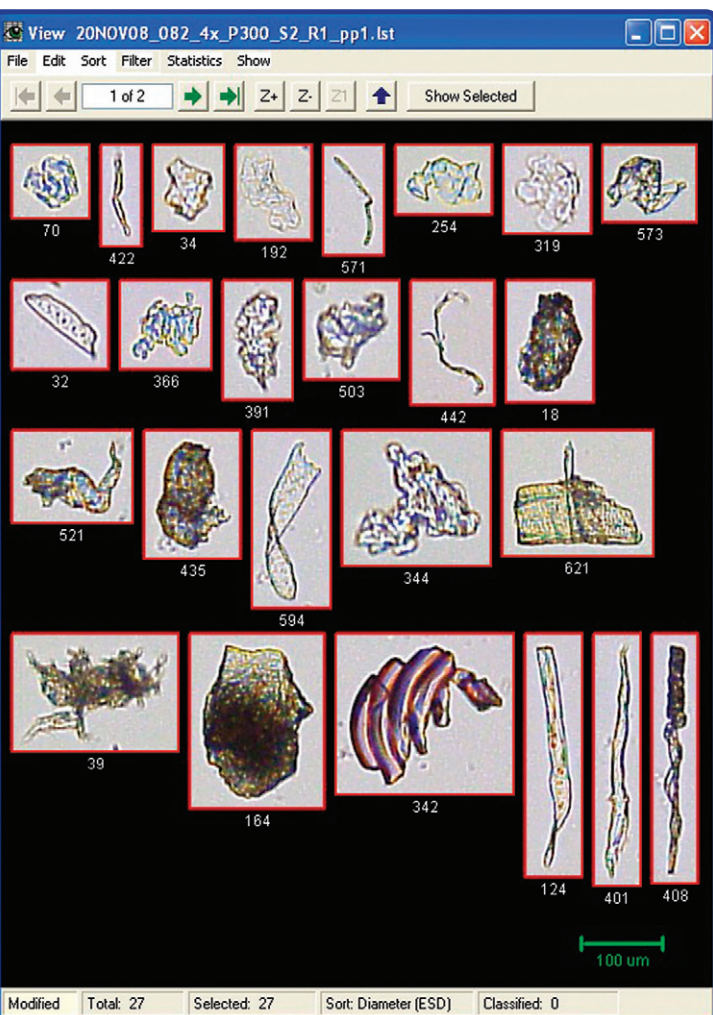 View 20NOV08_082_4x_P300_S2_R1_pp1.lst
File Edit Sort Filter Statistics Show
1 of 2 Z+ Z- Z1 Show Selected
70 422 34 192 571 254 319 573
32 366 391 503 442 18
521 435 594 344 621
39 164 342 124 401 408
100 um
Modified Total: 27 Selected: 27 Sort: Diameter (ESD) Classified: 0